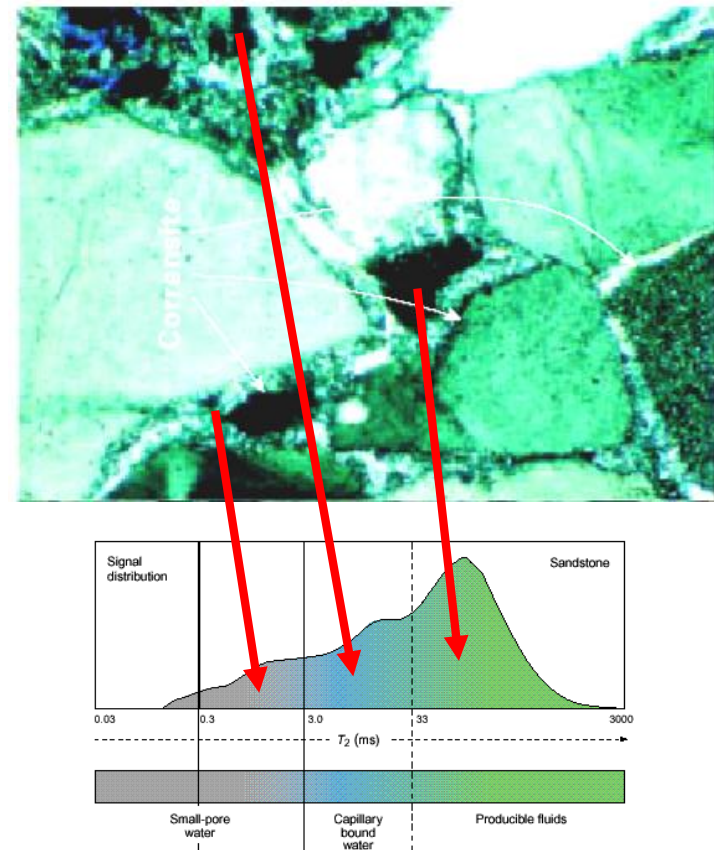 Corransite
Signal
distribution
Sandstone
0.03 0.3 3.0 33 3000
T2 (ms)
Small-pore
water
Capillary
bound
water
Producible fluids